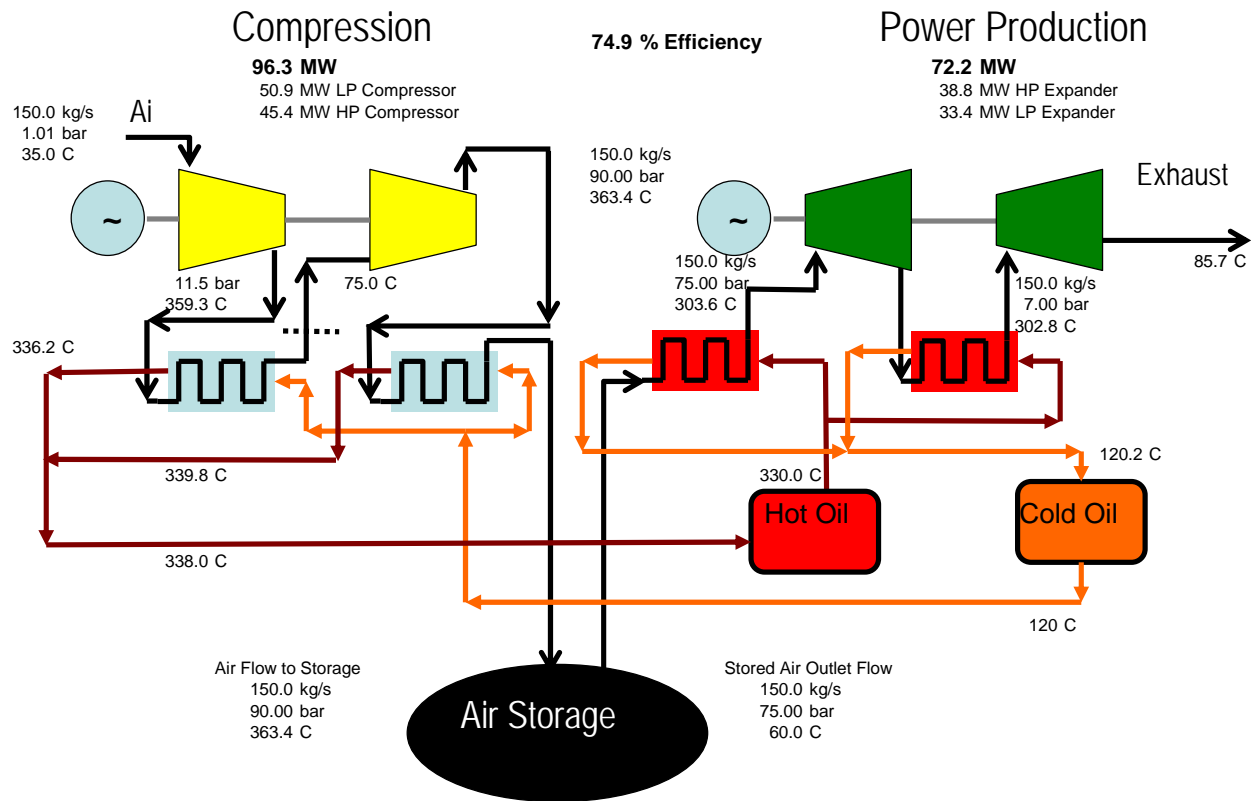 Compression
74.9 % Efficiency
Power Production
96.3 MW
50.9 MW LP Compressor
45.4 MW HP Compressor
72.2 MW
38.8 MW HP Expander
33.4 MW LP Expander
150.0 kg/s
1.01 bar
35.0 C
Ai
150.0 kg/s
90.00 bar
363.4 C
Exhaust
~
~
11.5 bar
359.3 C
75.0 C
150.0 kg/s
75.00 bar
303.6 C
150.0 kg/s
7.00 bar
302.8 C
85.7 C
336.2 C
339.8 C
330.0 C
120.2 C
Hot Oil
Cold Oil
338.0 C
120 C
Air Flow to Storage
150.0 kg/s
90.00 bar
363.4 C
Air Storage
Stored Air Outlet Flow
150.0 kg/s
75.00 bar
60.0 C